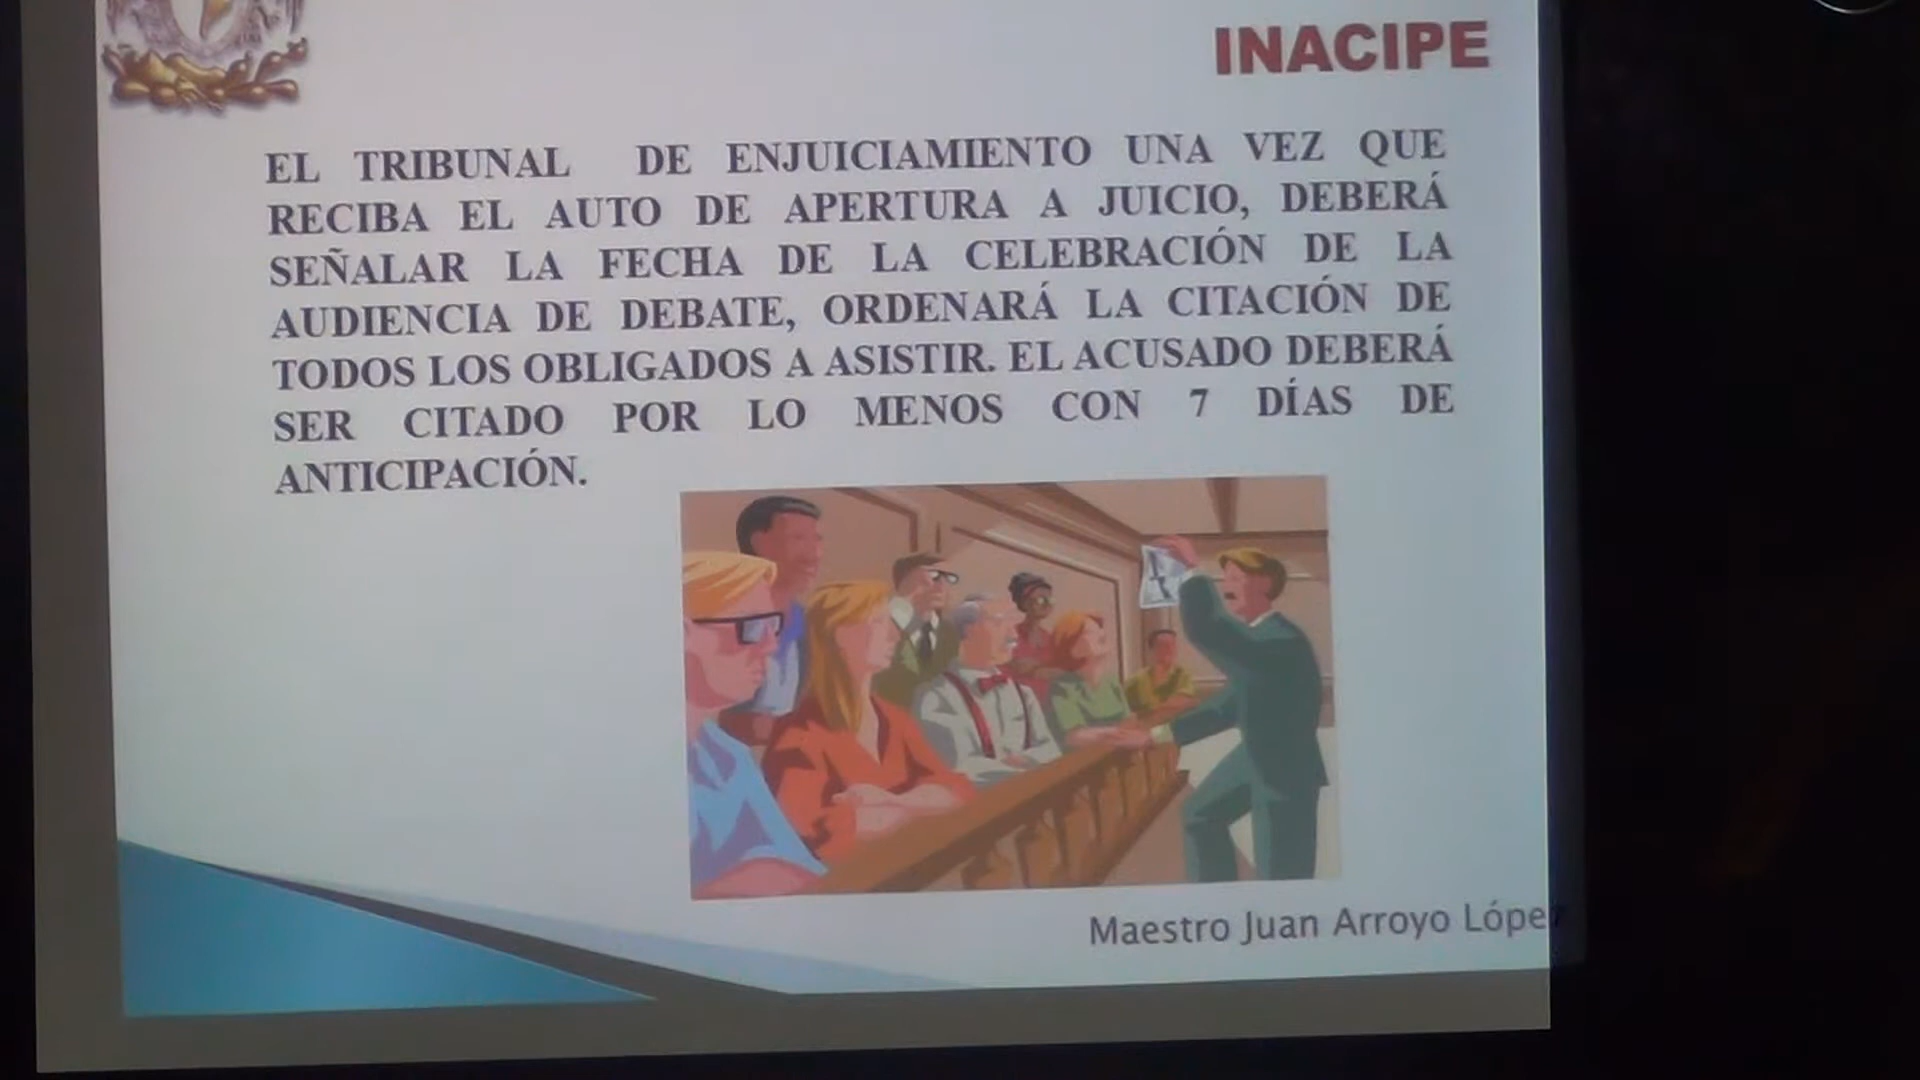 INACIPE
EL TRIBUNAL DE ENJUICIAMIENTO UNA VEZ QUE
RECIBA EL AUTO DE APERTURA A JUICIO, DEBERÁ
SEÑALAR LA FECHA DE LA CELEBRACIÓN DE LA
AUDIENCIA DE DEBATE, ORDENARÁ LA CITACIÓN DE
TODOS LOS OBLIGADOS A ASISTIR. EL ACUSADO DEBERÁ
SER CITADO POR LO MENOS CON 7 DÍAS DE
ANTICIPACIÓN.
Maestro Juan Arroyo López